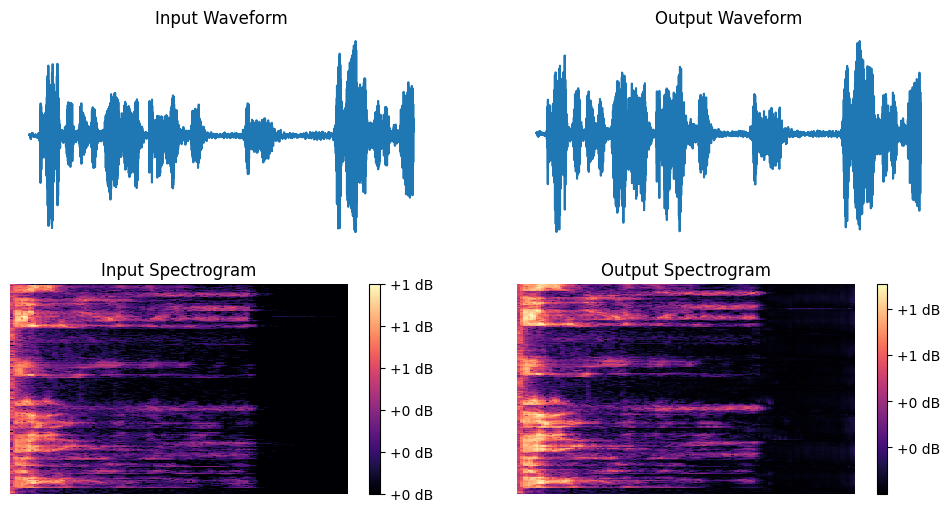 Input Waveform
Output Waveform
Input Spectrogram
+1 dB
+1 dB
+1 dB
+0 dB
+0 dB
+0 dB
Output Spectrogram
+1 dB
+1 dB
+0 dB
+0 dB